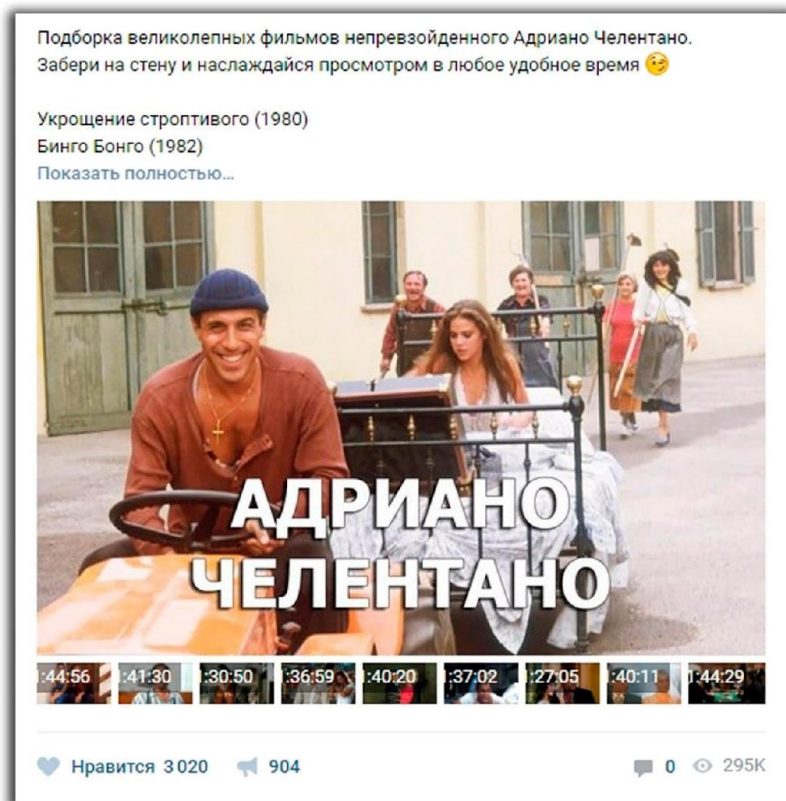 Подборка великолепных фильмов непревзойденного Адриано Челентано.
Забери на стену и наслаждайся просмотром в любое удобное время 😉
Укрощение строптивого (1980)
Бинго Бонго (1982)
Показать полностью...
АДРИАНО
ЧЕЛЕНТАНО
:44:56 :41:30 :30:50 :36:59 :40:20 :37:02 :27:05 :40:11 1:44:29
Нравится 3 020 904 0 295K